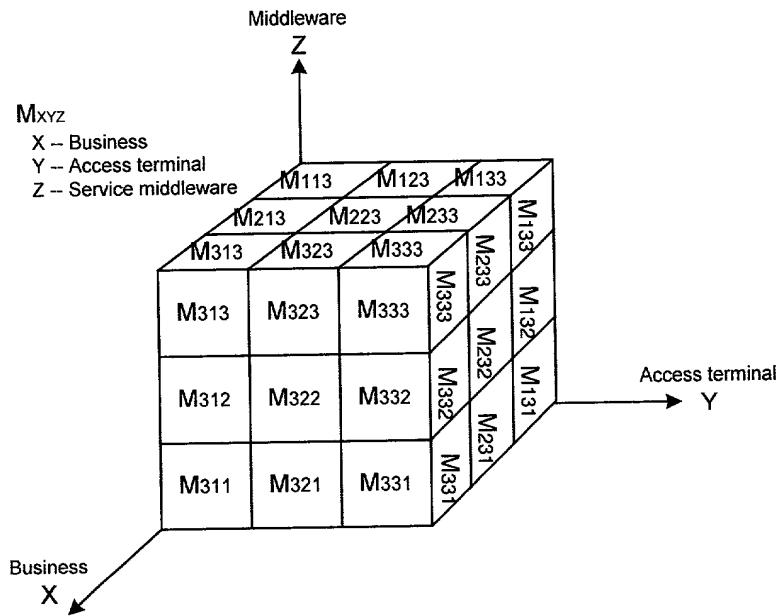 Middleware
Z
MXYZ
X -- Business
Y -- Access terminal
Z -- Service middleware
M113 M123 M133
M213 M223 M233
M313 M323 M333
M313 M323 M333
M312 M322 M332
M311 M321 M331
M333 M233 M133
M332 M232 M132
M331 M231 M131
Access terminal
Y
Business
X